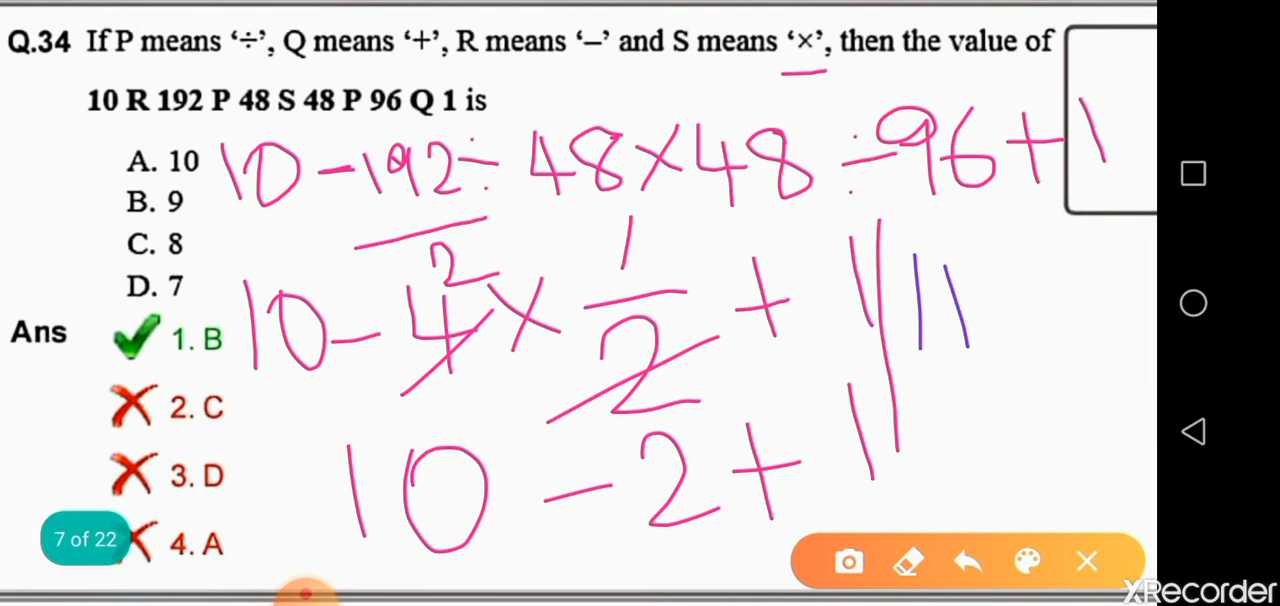 Q.34 If P means ‘÷’, Q means ‘+’, R means ‘–’ and S means ‘×’, then the value of
10 R 192 P 48 S 48 P 96 Q 1 is
10 - 192 ÷ 48 × 48 ÷ 96 + 1
A. 10
B. 9
C. 8
D. 7
2 1
10 - 4 × 2 + 1 11
Ans 1. B
2. C
10 - 2 + 1
3. D
7 of 22 4. A
XRecorder